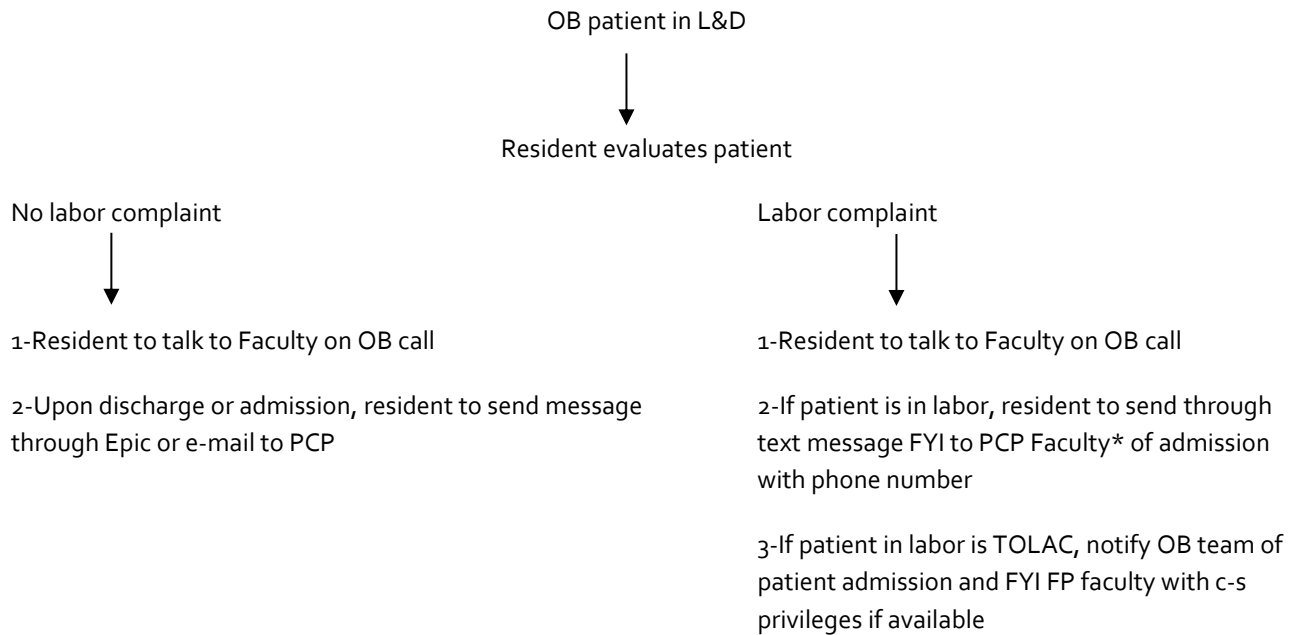 OB patient in L&D
Resident evaluates patient
No labor complaint
1-Resident to talk to Faculty on OB call
2-Upon discharge or admission, resident to send message
through Epic or e-mail to PCP
Labor complaint
1-Resident to talk to Faculty on OB call
2-If patient is in labor, resident to send through
text message FYI to PCP Faculty* of admission
with phone number
3-If patient in labor is TOLAC, notify OB team of
patient admission and FYI FP faculty with c-s
privileges if available